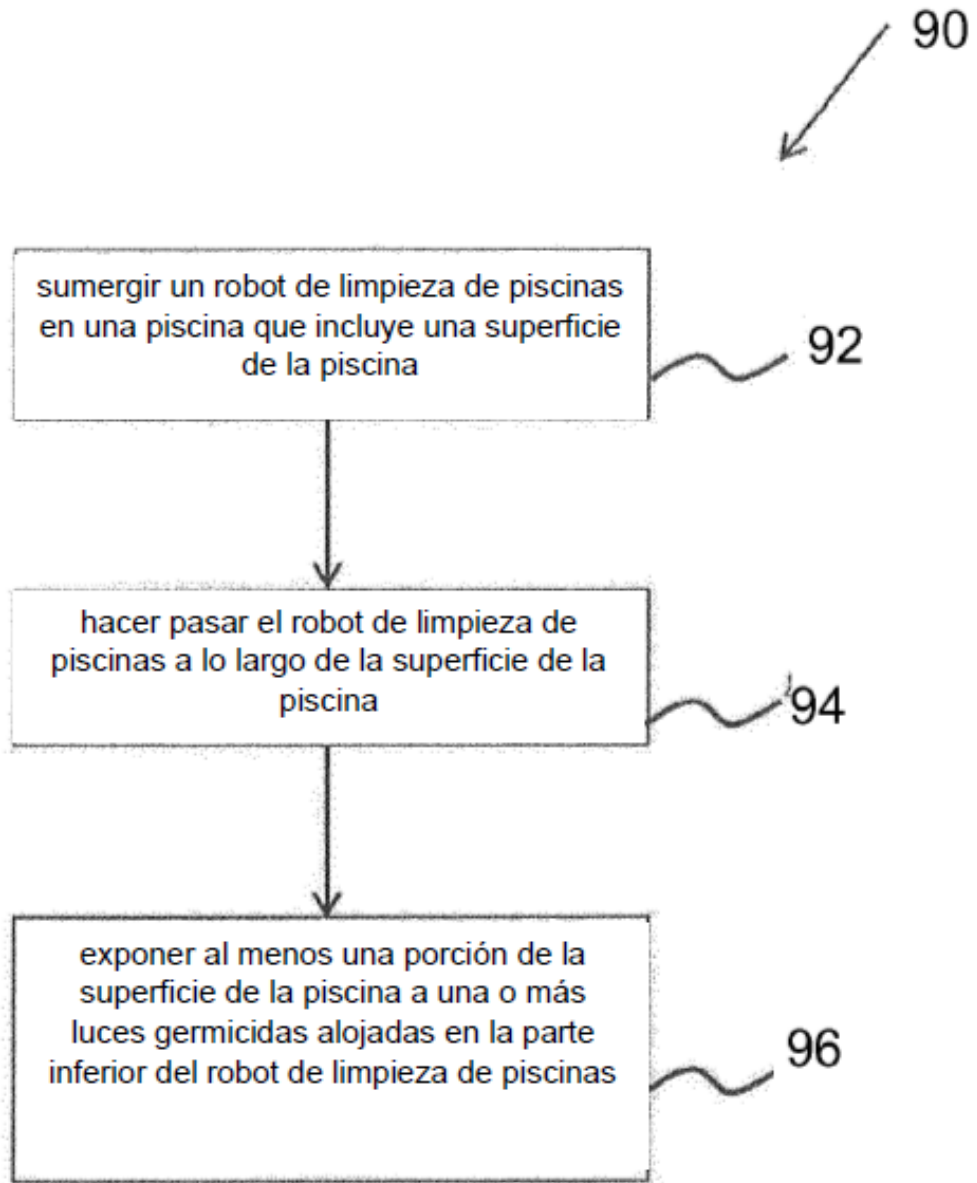 90
sumergir un robot de limpieza de piscinas
en una piscina que incluye una superficie
de la piscina
92
hacer pasar el robot de limpieza de
piscinas a lo largo de la superficie de la
piscina
94
exponer al menos una porción de la
superficie de la piscina a una o más
luces germicidas alojadas en la parte
inferior del robot de limpieza de piscinas
96